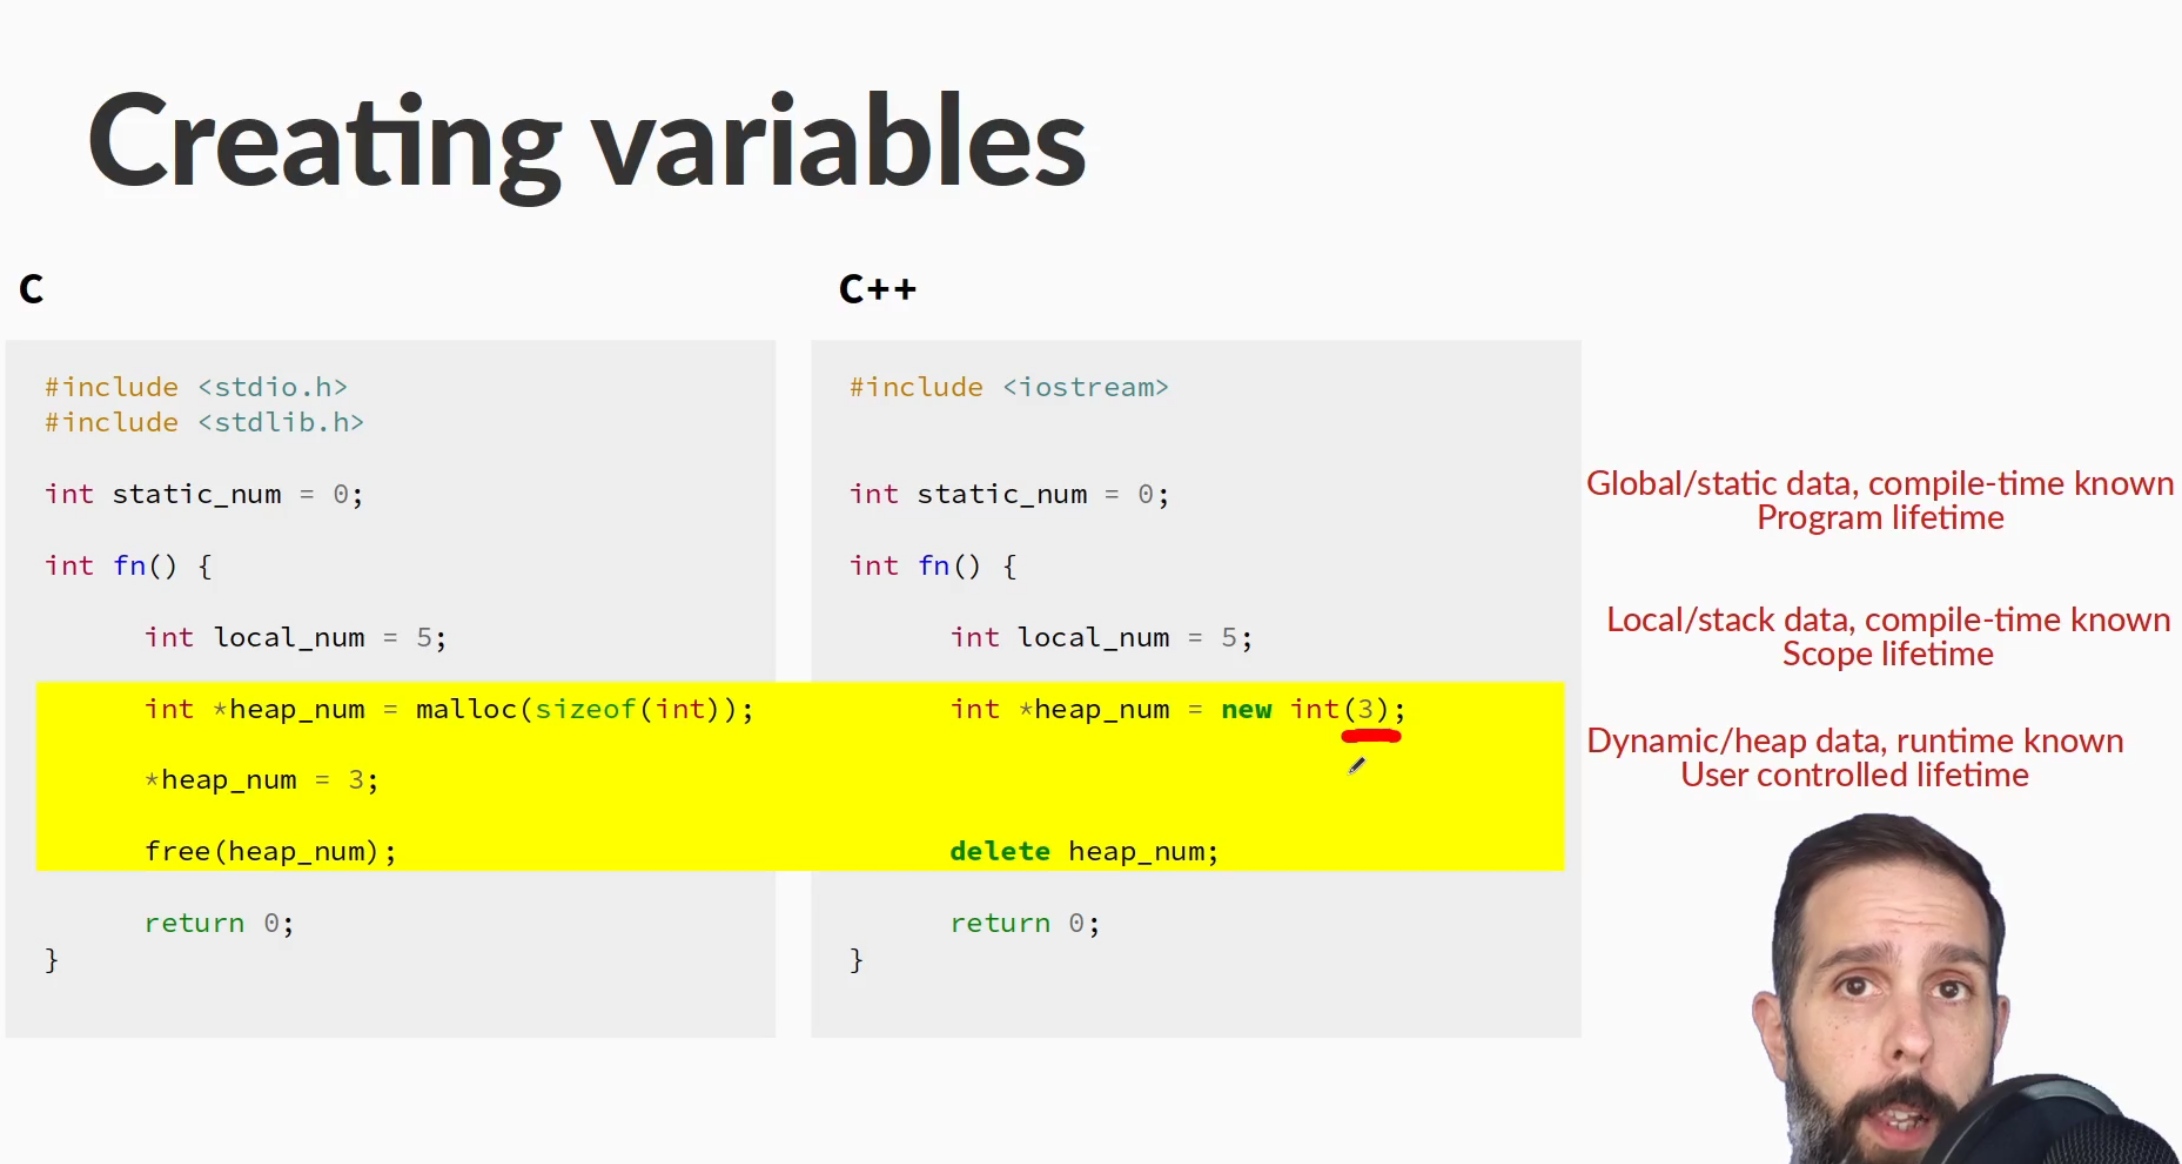 Creating variables
C
#include <stdio.h>
#include <stdlib.h>
int static_num = 0;
int fn() {
int local_num = 5;
int *heap_num = malloc(sizeof(int));
*heap_num = 3;
free(heap_num);
return 0;
}
C++
#include <iostream>
int static_num = 0;
int fn() {
int local_num = 5;
int *heap_num = new int(3);
delete heap_num;
return 0;
}
Global/static data, compile-time known
Program lifetime
Local/stack data, compile-time known
Scope lifetime
Dynamic/heap data, runtime known
User controlled lifetime